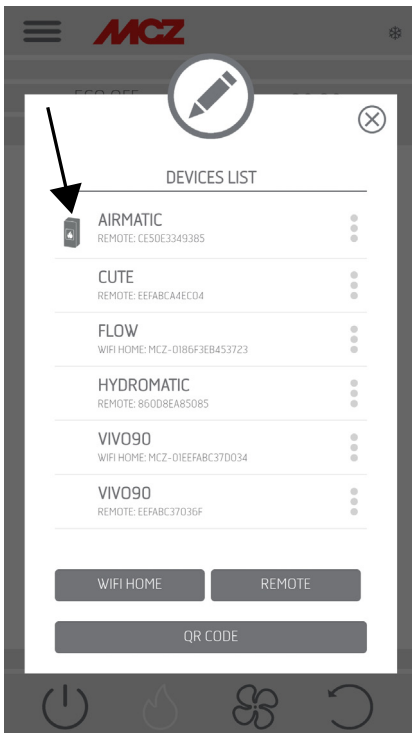 MCZ
DEVICES LIST
AIRMATIC
REMOTE: CE50E3349385
CUTE
REMOTE: EEFABCA4EC04
FLOW
WIFI HOME: MCZ-0186F3EB453723
HYDROMATIC
REMOTE: 860D8EA85085
VIVO90
WIFI HOME: MCZ-01EEFABC37D034
VIVO90
REMOTE: EEFABC37036F
WIFI HOME
REMOTE
QR CODE